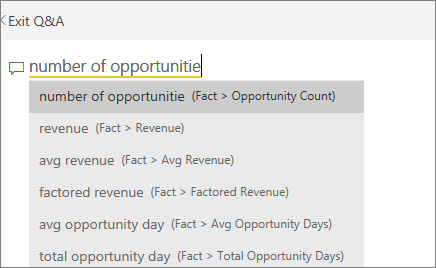 Exit Q&A
number of opportunitie
number of opportunitie (Fact > Opportunity Count)
revenue (Fact > Revenue)
avg revenue (Fact > Avg Revenue)
factored revenue (Fact > Factored Revenue)
avg opportunity day (Fact > Avg Opportunity Days)
total opportunity day (Fact > Total Opportunity Days)